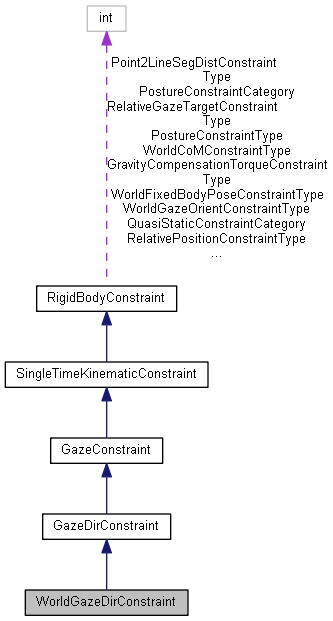 int
Point2LineSegDistConstraint
Type
PostureConstraintCategory
RelativeGazeTargetConstraint
Type
PostureConstraintType
WorldCoMConstraintType
GravityCompensationTorqueConstraint
Type
WorldFixedBodyPoseConstraintType
WorldGazeOrientConstraintType
QuasiStaticConstraintCategory
RelativePositionConstraintType
...
RigidBodyConstraint
SingleTimeKinematicConstraint
GazeConstraint
GazeDirConstraint
WorldGazeDirConstraint